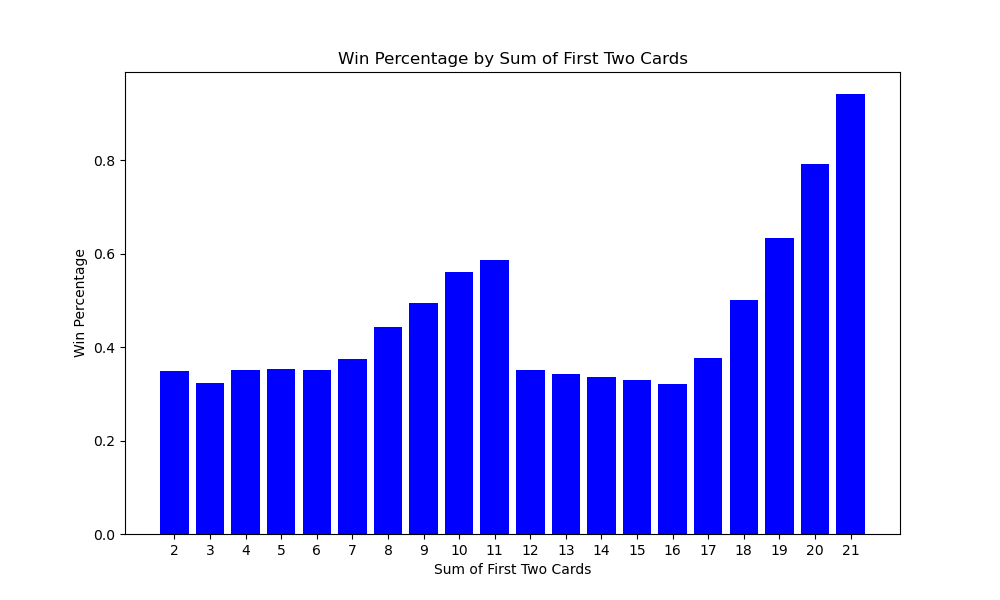 Win Percentage by Sum of First Two Cards
Win Percentage
0.8
0.6
0.4
0.2
0.0
2 3 4 5 6 7 8 9 10 11 12 13 14 15 16 17 18 19 20 21
Sum of First Two Cards